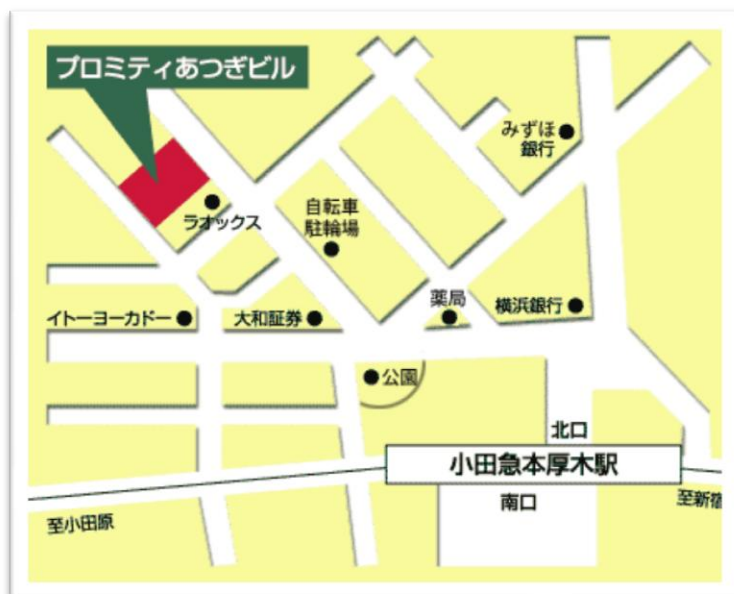 プロミティあつぎビル
みずほ
銀行
ラオックス
自転車
駐輪場
薬局
イトーヨーカドー
大和証券
横浜銀行
公園
北口
小田急本厚木駅
南口
至小田原
至新宿